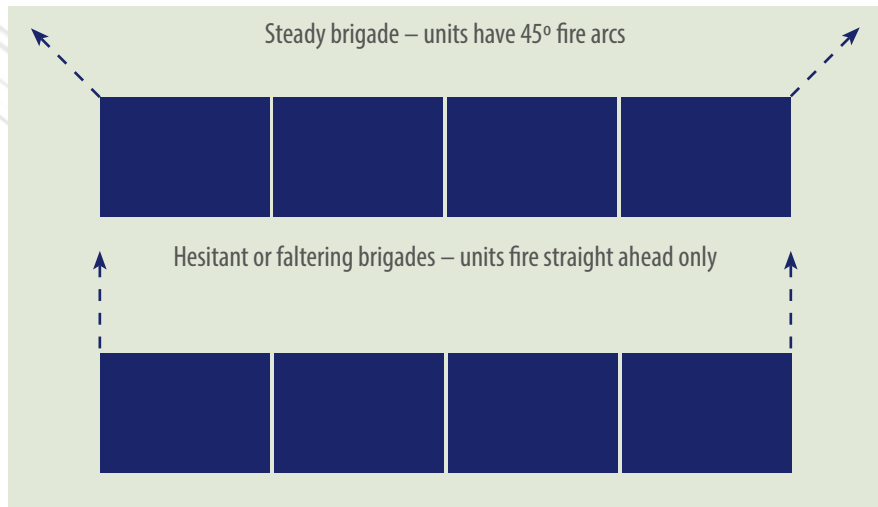 Steady brigade – units have 45º fire arcs
Hesitant or faltering brigades – units fire straight ahead only